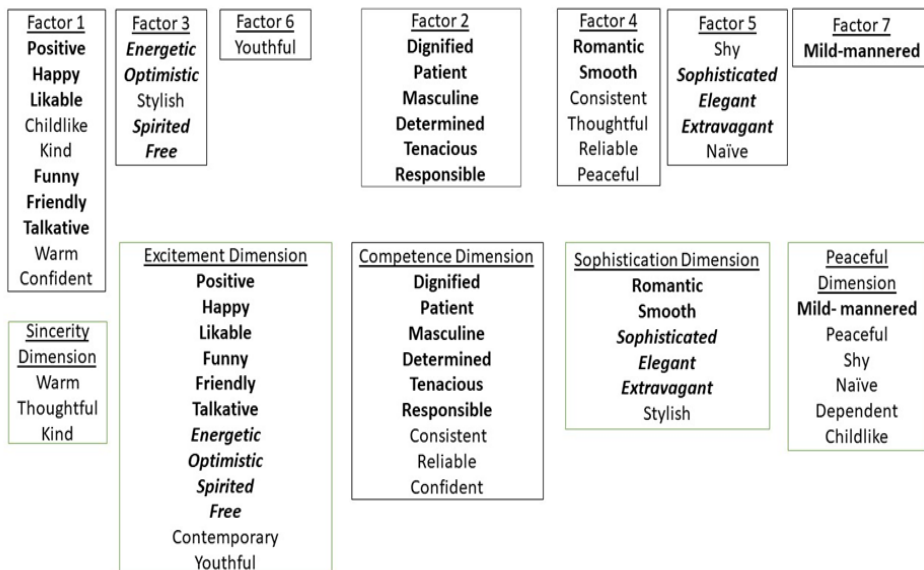 Factor 1
Positive
Happy
Likable
Childlike
Kind
Funny
Friendly
Talkative
Warm
Confident
Factor 3
Energetic
Optimistic
Stylish
Spirited
Free
Factor 6
Youthful
Factor 2
Dignified
Patient
Masculine
Determined
Tenacious
Responsible
Factor 4
Romantic
Smooth
Consistent
Thoughtful
Reliable
Peaceful
Factor 5
Shy
Sophisticated
Elegant
Extravagant
Naïve
Factor 7
Mild-mannered
Sincerity
Dimension
Warm
Thoughtful
Kind
Excitement Dimension
Positive
Happy
Likable
Funny
Friendly
Talkative
Energetic
Optimistic
Spirited
Free
Contemporary
Youthful
Competence Dimension
Dignified
Patient
Masculine
Determined
Tenacious
Responsible
Consistent
Reliable
Confident
Sophistication Dimension
Romantic
Smooth
Sophisticated
Elegant
Extravagant
Stylish
Peaceful
Dimension
Mild- mannered
Peaceful
Shy
Naïve
Dependent
Childlike